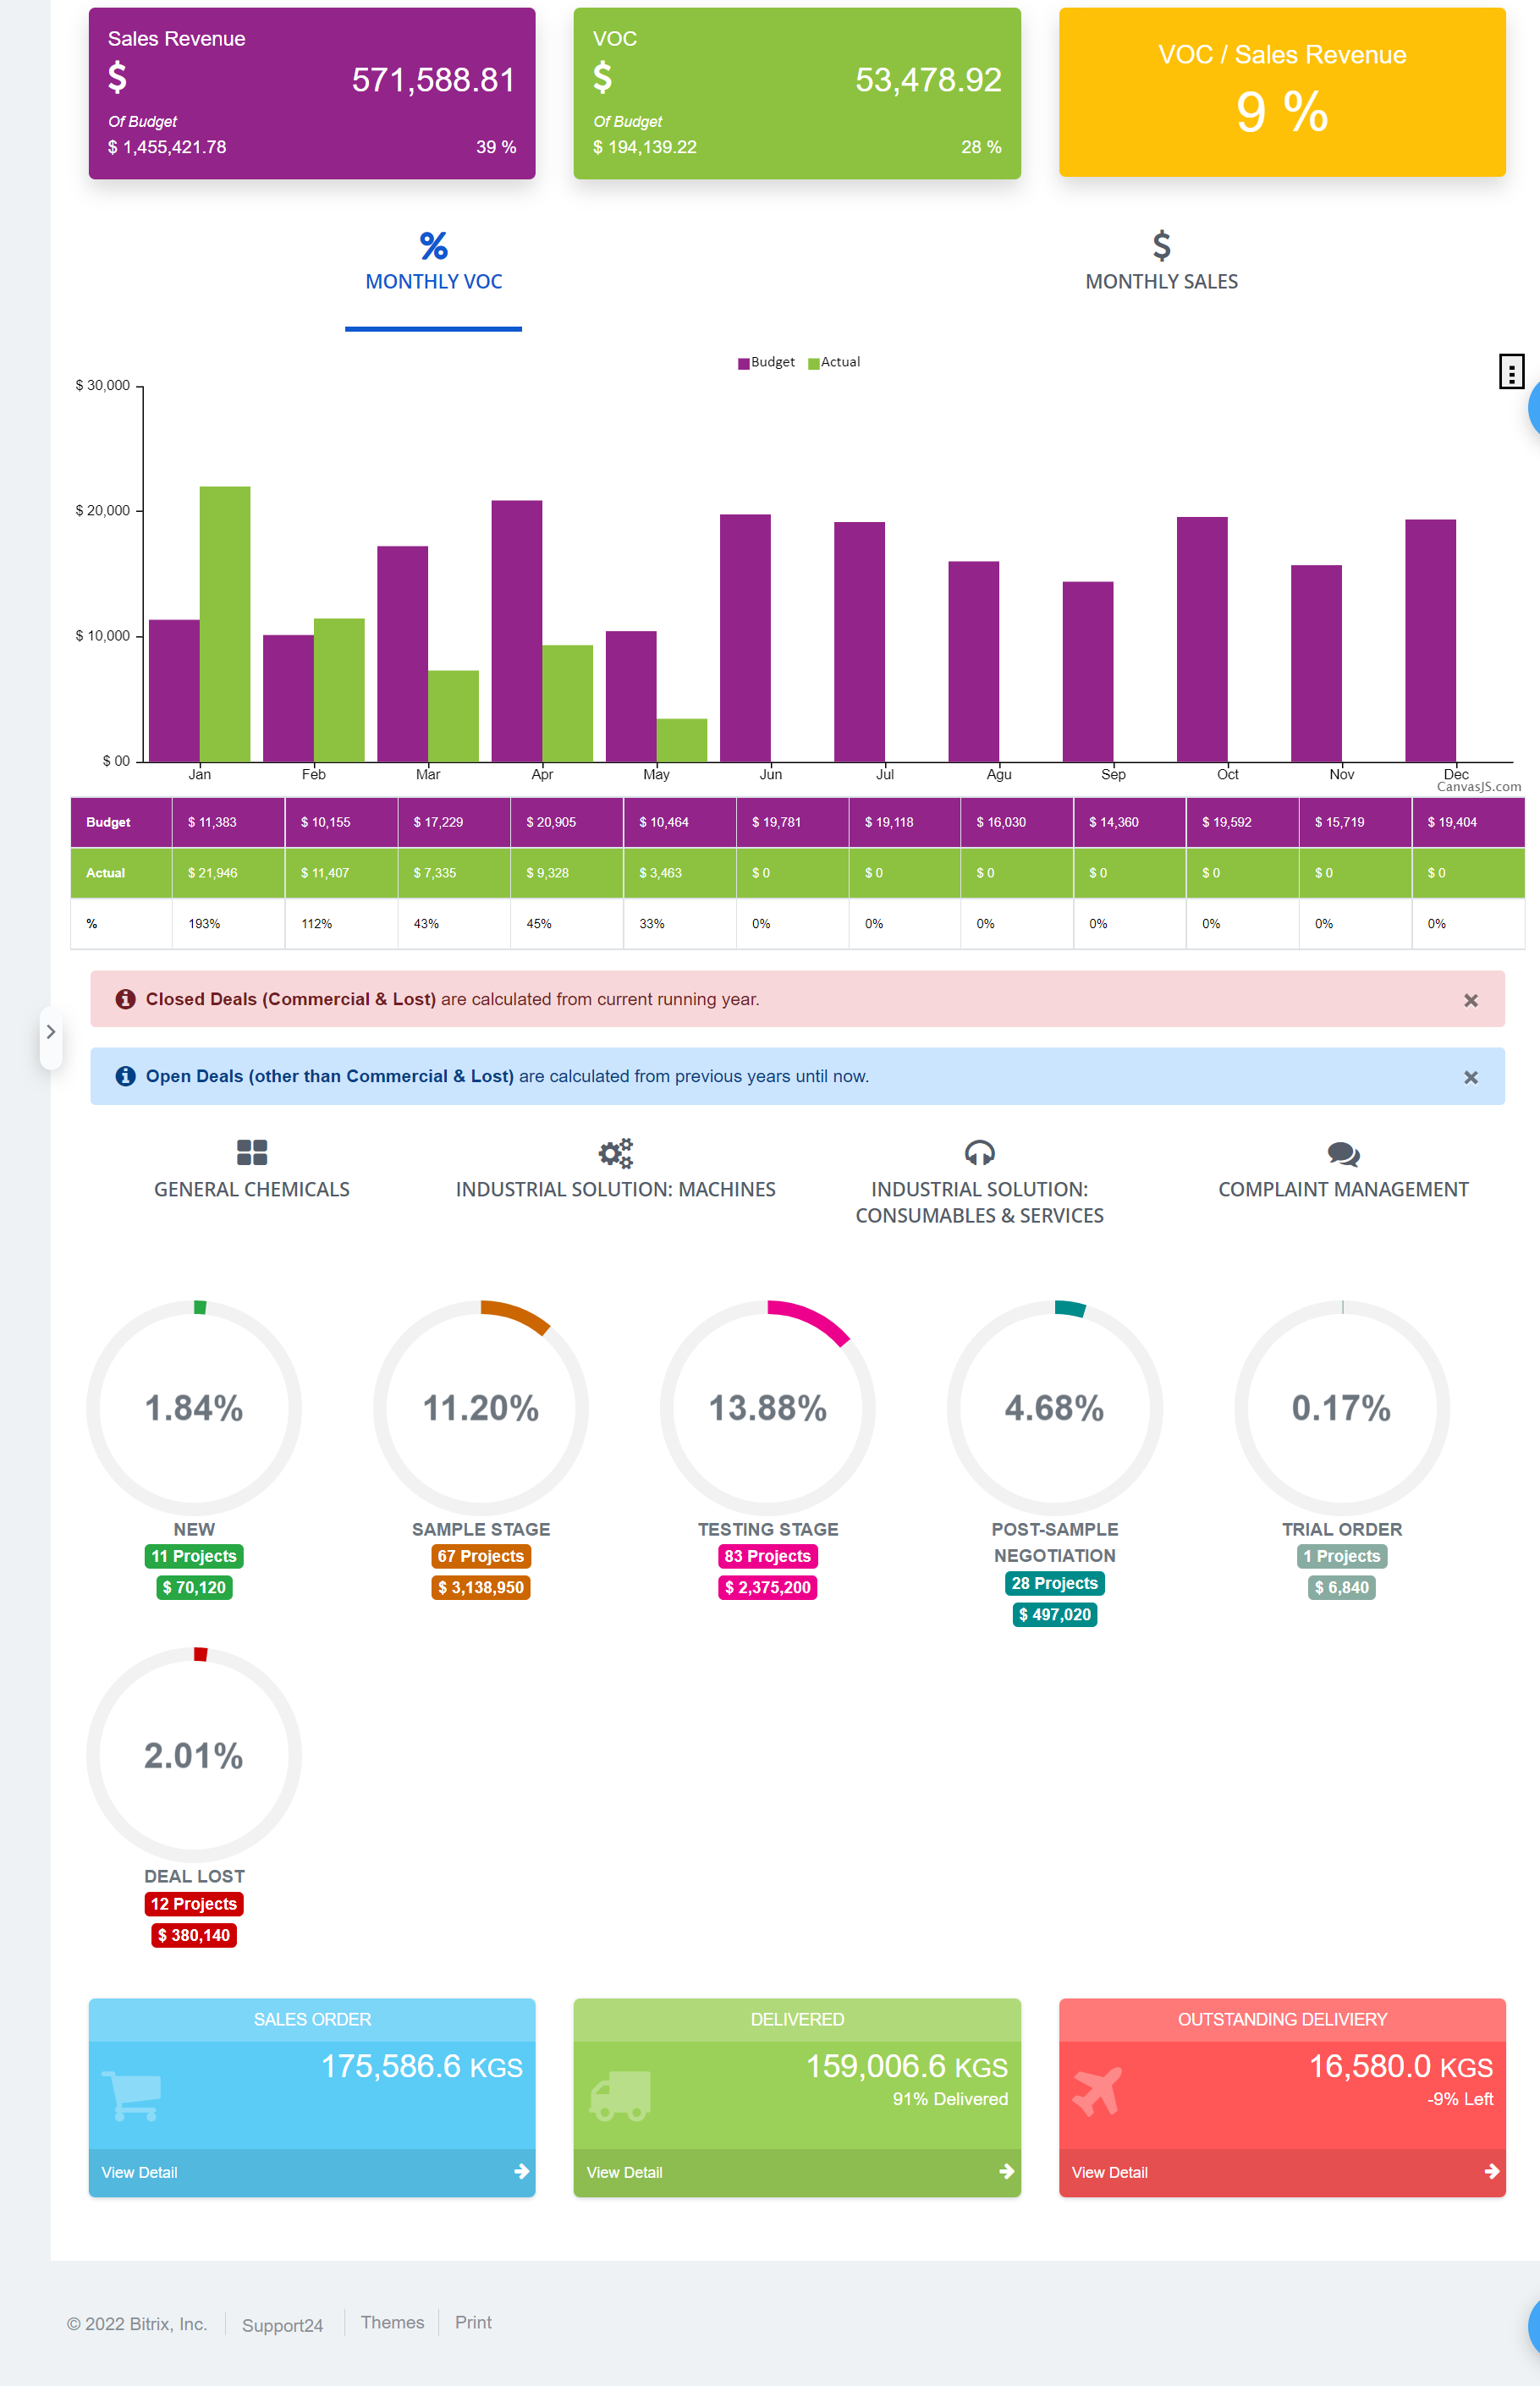 Sales Revenue
$ 571,588.81
Of Budget
$ 1,455,421.78 39 %
VOC
$ 53,478.92
Of Budget
$ 194,139.22 28 %
VOC / Sales Revenue
9 %
%
MONTHLY VOC
$
MONTHLY SALES
Budget Actual
$ 30,000
$ 20,000
$ 10,000
$ 00
Jan Feb Mar Apr May Jun Jul Agu Sep Oct Nov Dec
CanvasJS.com
Budget $ 11,383 $ 10,155 $ 17,229 $ 20,905 $ 10,464 $ 19,781 $ 19,118 $ 16,030 $ 14,360 $ 19,592 $ 15,719 $ 19,404
Actual $ 21,946 $ 11,407 $ 7,335 $ 9,328 $ 3,463 $ 0 $ 0 $ 0 $ 0 $ 0 $ 0 $ 0
% 193% 112% 43% 45% 33% 0% 0% 0% 0% 0% 0% 0%
Closed Deals (Commercial & Lost) are calculated from current running year.
Open Deals (other than Commercial & Lost) are calculated from previous years until now.
GENERAL CHEMICALS
INDUSTRIAL SOLUTION: MACHINES
INDUSTRIAL SOLUTION:
CONSUMABLES & SERVICES
COMPLAINT MANAGEMENT
1.84%
NEW
11 Projects
$ 70,120
11.20%
SAMPLE STAGE
67 Projects
$ 3,138,950
13.88%
TESTING STAGE
83 Projects
$ 2,375,200
4.68%
POST-SAMPLE
NEGOTIATION
28 Projects
$ 497,020
0.17%
TRIAL ORDER
1 Projects
$ 6,840
2.01%
DEAL LOST
12 Projects
$ 380,140
SALES ORDER
175,586.6 KGS
View Detail
DELIVERED
159,006.6 KGS
91% Delivered
View Detail
OUTSTANDING DELIVIERY
16,580.0 KGS
-9% Left
View Detail
© 2022 Bitrix, Inc. Support24 Themes Print